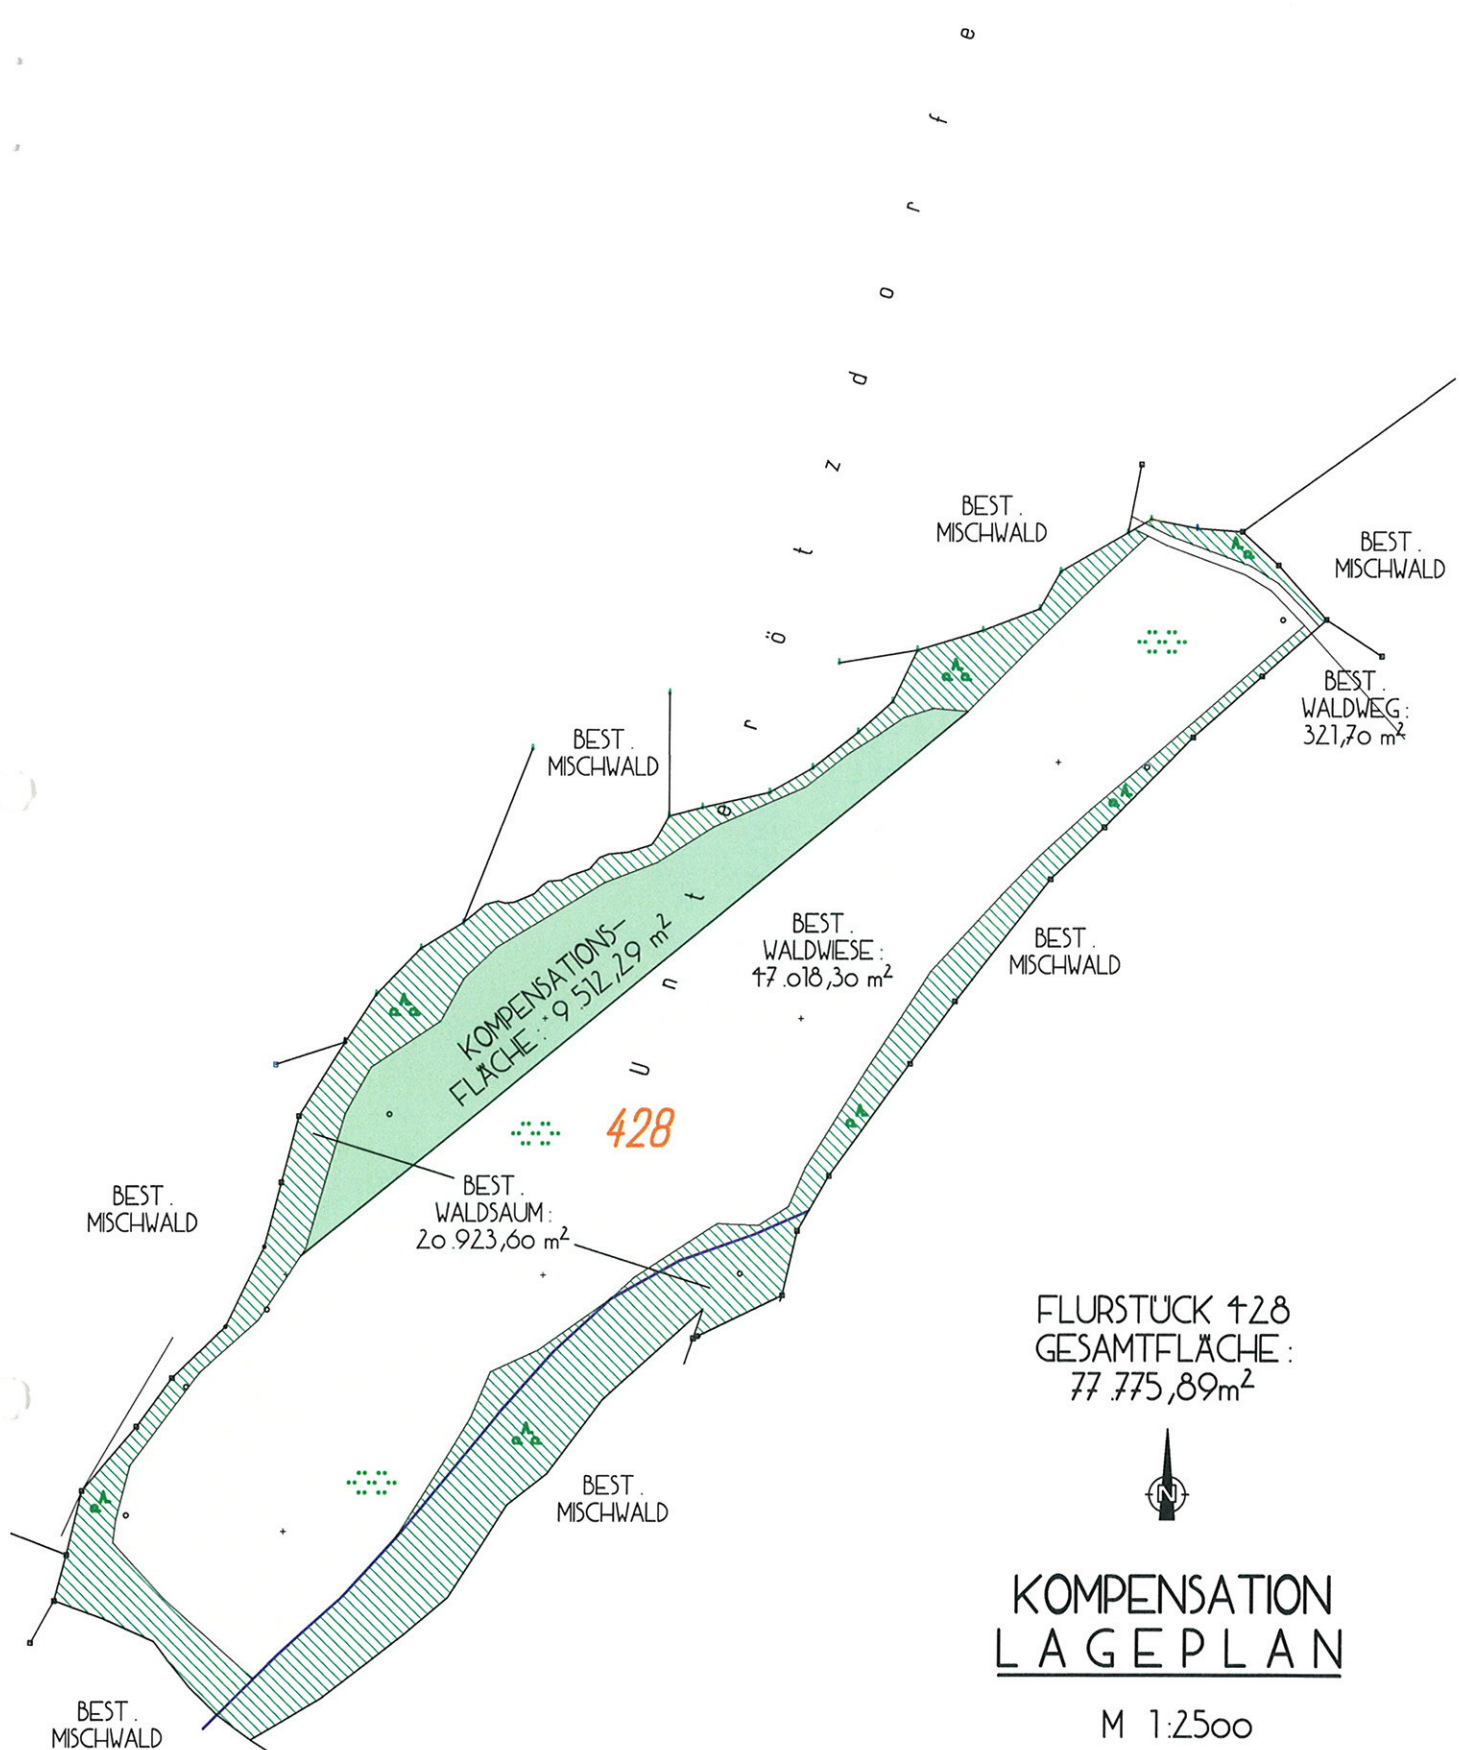 Unteröttzdorfe
BEST.
MISCHWALD
BEST.
MISCHWALD
BEST.
WALDWEG:
321,70 m²
BEST.
MISCHWALD
KOMPENSATIONS-
FLÄCHE: 9.512,29 m²
BEST.
WALDWIESE:
47.018,30 m²
BEST.
MISCHWALD
428
BEST.
MISCHWALD
BEST.
WALDSAUM:
20.923,60 m²
FLURSTÜCK 428
GESAMTFLÄCHE:
77.775,89m²
BEST.
MISCHWALD
N
KOMPENSATION
LAGEPLAN
BEST.
MISCHWALD
M 1:2500